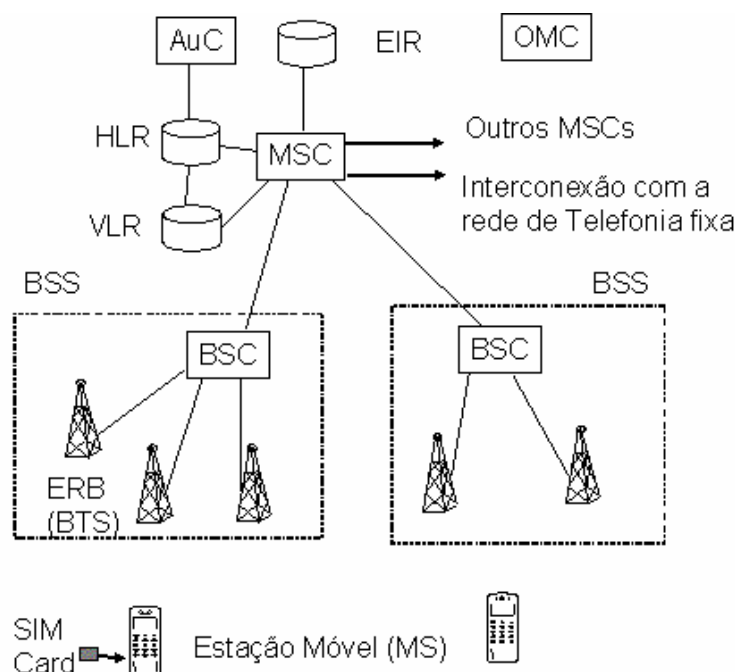 AuC
EIR
OMC
HLR
MSC
Outros MSCs
Interconexão com a
rede de Telefonia fixa
VLR
BSS
BSS
BSC
BSC
ERB
(BTS)
SIM
Card
Estação Móvel (MS)